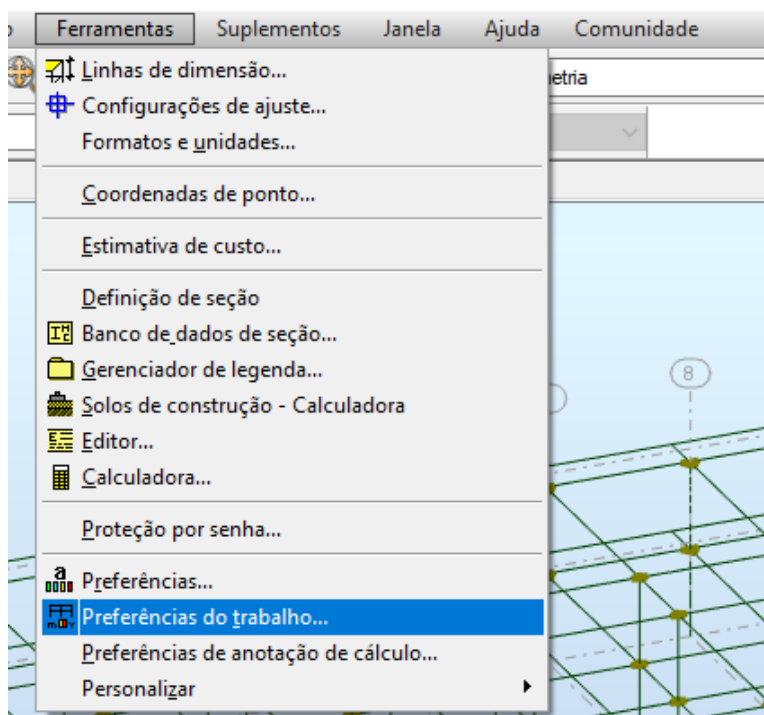 Ferramentas Suplementos Janela Ajuda Comunidade
Linhas de dimensão...
Configurações de ajuste...
Formatos e unidades...
Coordenadas de ponto...
Estimativa de custo...
Definição de seção
Banco de dados de seção...
Gerenciador de legenda...
Solos de construção - Calculadora
Editor...
Calculadora...
Proteção por senha...
Preferências...
Preferências do trabalho...
Preferências de anotação de cálculo...
Personalizar
8